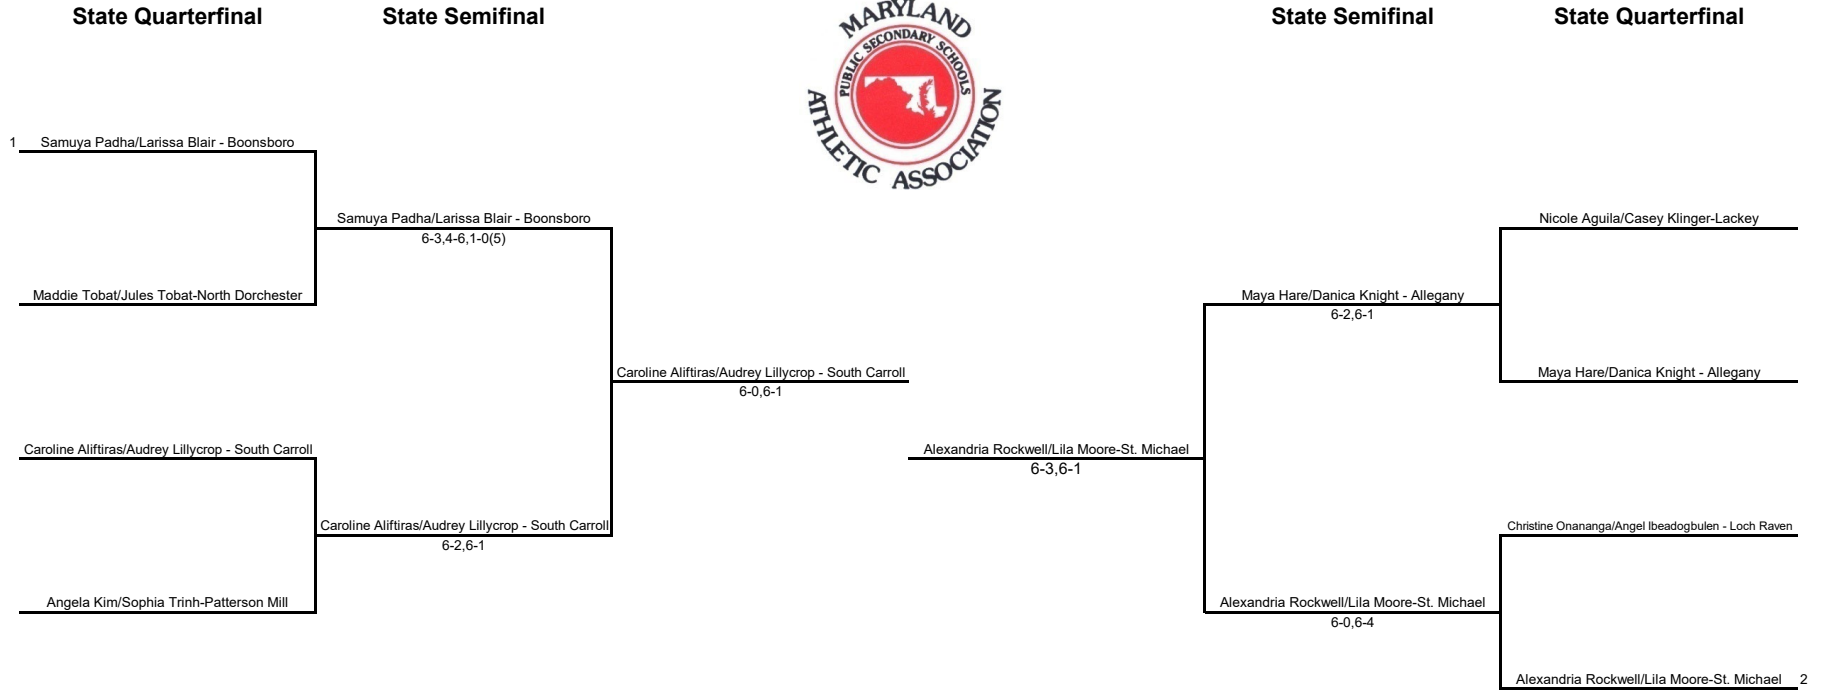 State Quarterfinal
State Semifinal
MARYLAND
PUBLIC SECONDARY SCHOOLS
ATHLETIC ASSOCIATION
State Semifinal
State Quarterfinal
1 Samuya Padha/Larissa Blair - Boonsboro
Samuya Padha/Larissa Blair - Boonsboro
6-3,4-6,1-0(5)
Maddie Tobat/Jules Tobat-North Dorchester
Caroline Aliftiras/Audrey Lillycrop - South Carroll
6-0,6-1
Caroline Aliftiras/Audrey Lillycrop - South Carroll
Caroline Aliftiras/Audrey Lillycrop - South Carroll
6-2,6-1
Angela Kim/Sophia Trinh-Patterson Mill
Alexandria Rockwell/Lila Moore-St. Michael
6-3,6-1
Nicole Aguila/Casey Klinger-Lackey
Maya Hare/Danica Knight - Allegany
6-2,6-1
Maya Hare/Danica Knight - Allegany
Christine Onananga/Angel Ibeadogbulen - Loch Raven
Alexandria Rockwell/Lila Moore-St. Michael
6-0,6-4
Alexandria Rockwell/Lila Moore-St. Michael 2